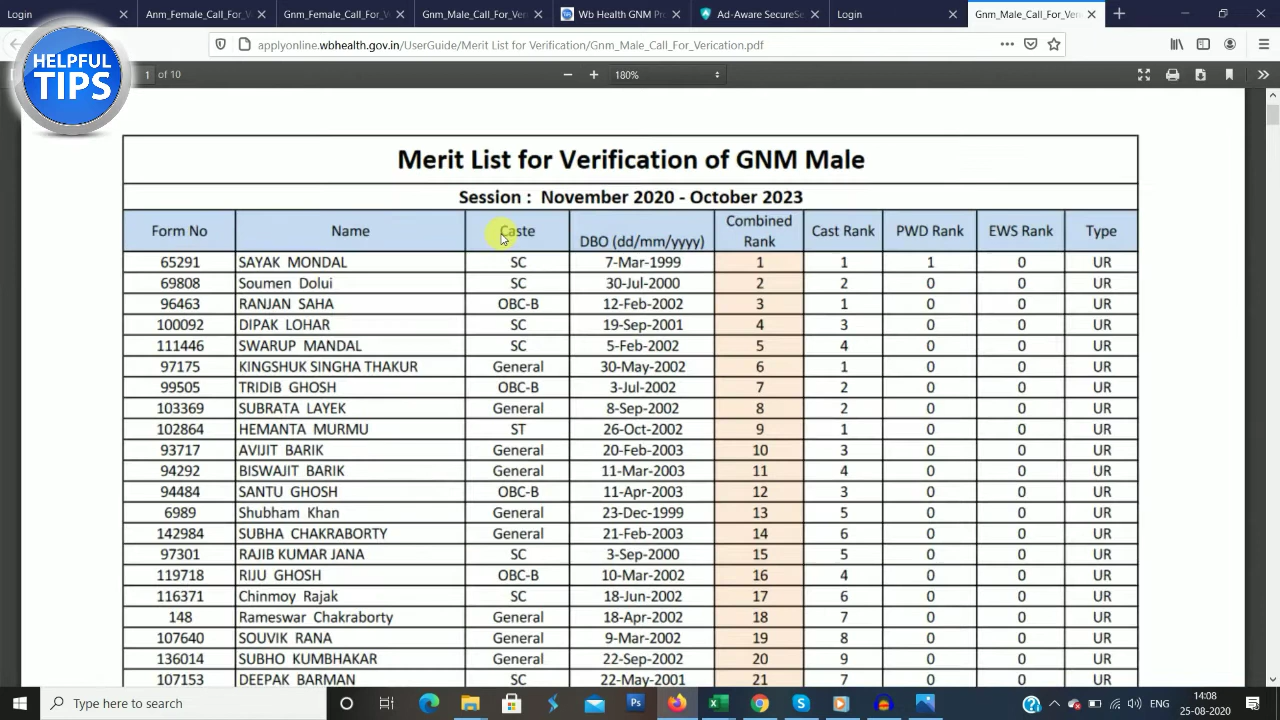 Login
Anm_Female_Call_For_V
Gnm_Female_Call_For_V
Gnm_Male_Call_For_Ver
Wb Health GNM Pr
Ad-Aware SecureSe
Login
Gnm_Male_Call_For_Ver
applyonline.wbhealth.gov.in/UserGuide/Merit List for Verification/Gnm_Male_Call_For_Verication.pdf
HELPFUL
TIPS
1 of 10
180%
Merit List for Verification of GNM Male
Session : November 2020 - October 2023
Form No Name Caste DBO (dd/mm/yyyy) Combined Rank Cast Rank PWD Rank EWS Rank Type
65291 SAYAK MONDAL SC 7-Mar-1999 1 1 1 0 UR
69808 Soumen Dolui SC 30-Jul-2000 2 2 0 0 UR
96463 RANJAN SAHA OBC-B 12-Feb-2002 3 1 0 0 UR
100092 DIPAK LOHAR SC 19-Sep-2001 4 3 0 0 UR
111446 SWARUP MANDAL SC 5-Feb-2002 5 4 0 0 UR
97175 KINGSHUK SINGHA THAKUR General 30-May-2002 6 1 0 0 UR
99505 TRIDIB GHOSH OBC-B 3-Jul-2002 7 2 0 0 UR
103369 SUBRATA LAYEK General 8-Sep-2002 8 2 0 0 UR
102864 HEMANTA MURMU ST 26-Oct-2002 9 1 0 0 UR
93717 AVIJIT BARIK General 20-Feb-2003 10 3 0 0 UR
94292 BISWAJIT BARIK General 11-Mar-2003 11 4 0 0 UR
94484 SANTU GHOSH OBC-B 11-Apr-2003 12 3 0 0 UR
6989 Shubham Khan General 23-Dec-1999 13 5 0 0 UR
142984 SUBHA CHAKRABORTY General 21-Feb-2003 14 6 0 0 UR
97301 RAJIB KUMAR JANA SC 3-Sep-2000 15 5 0 0 UR
119718 RIJU GHOSH OBC-B 10-Mar-2002 16 4 0 0 UR
116371 Chinmoy Rajak SC 18-Jun-2002 17 6 0 0 UR
148 Rameswar Chakraborty General 18-Apr-2002 18 7 0 0 UR
107640 SOUVIK RANA General 9-Mar-2002 19 8 0 0 UR
136014 SUBHO KUMBHAKAR General 22-Sep-2002 20 9 0 0 UR
107153 DEEPAK BARMAN SC 22-May-2001 21 7 0 0 UR
Type here to search
Ps
14:08
25-08-2020